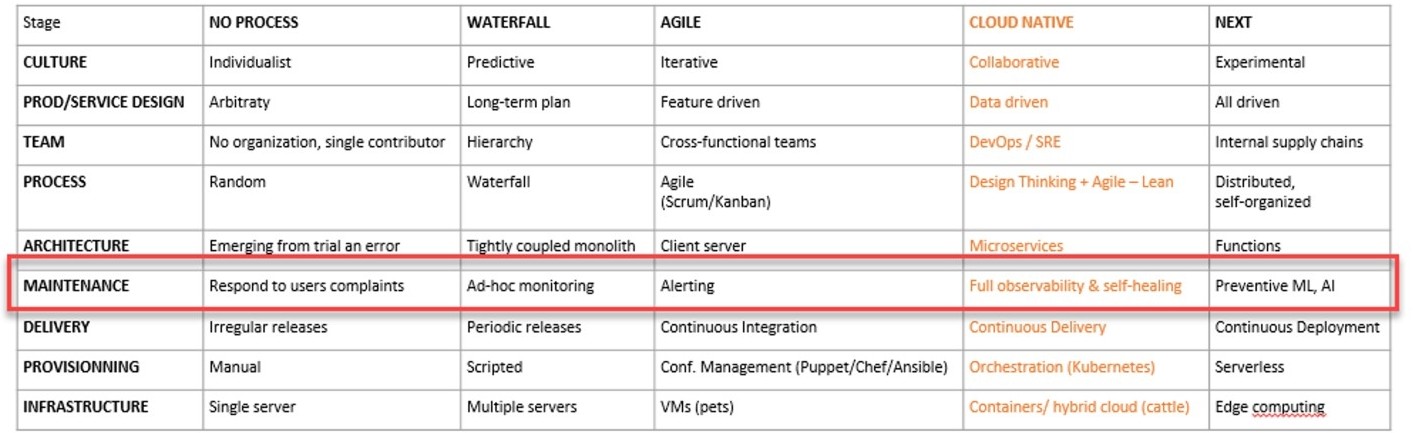 Stage NO PROCESS WATERFALL AGILE CLOUD NATIVE NEXT
CULTURE Individualist Predictive Iterative Collaborative Experimental
PROD/SERVICE DESIGN Arbitraty Long-term plan Feature driven Data driven All driven
TEAM No organization, single contributor Hierarchy Cross-functional teams DevOps / SRE Internal supply chains
PROCESS Random Waterfall Agile Design Thinking + Agile – Lean Distributed,
(Scrum/Kanban) self-organized
ARCHITECTURE Emerging from trial an error Tightly coupled monolith Client server Microservices Functions
MAINTENANCE Respond to users complaints Ad-hoc monitoring Alerting Full observability & self-healing Preventive ML, AI
DELIVERY Irregular releases Periodic releases Continuous Integration Continuous Delivery Continuous Deployment
PROVISIONNING Manual Scripted Conf. Management (Puppet/Chef/Ansible) Orchestration (Kubernetes) Serverless
INFRASTRUCTURE Single server Multiple servers VMs (pets) Containers/ hybrid cloud (cattle) Edge computing